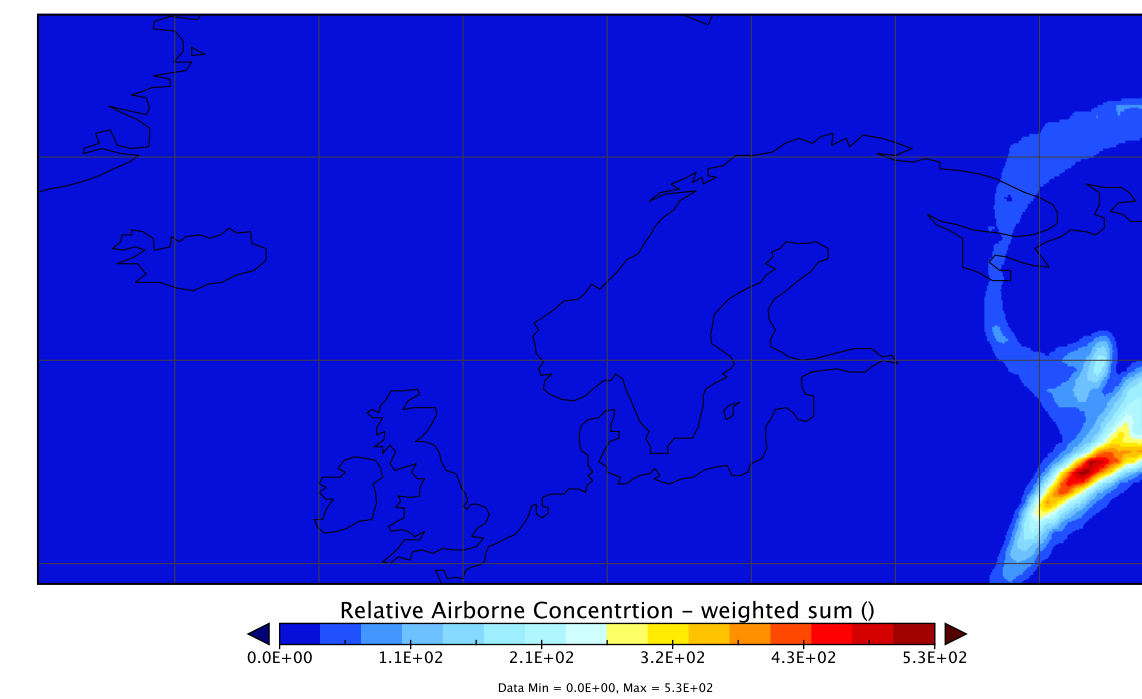 Relative Airborne Concentrtion – weighted sum ()
0.0E+00 1.1E+02 2.1E+02 3.2E+02 4.3E+02 5.3E+02
Data Min = 0.0E+00, Max = 5.3E+02